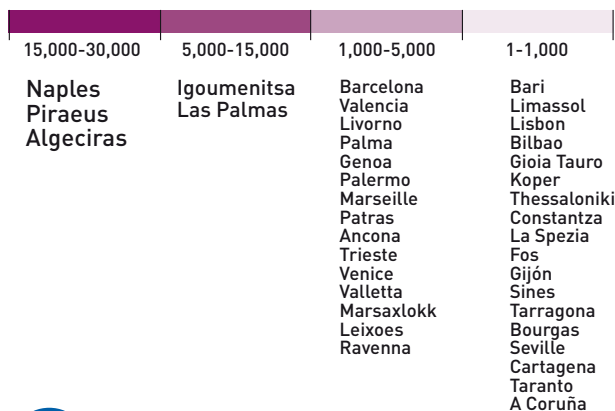 15,000-30,000
Naples
Piraeus
Algeciras
5,000-15,000
Igoumenitsa
Las Palmas
1,000-5,000
Barcelona
Valencia
Livorno
Palma
Genoa
Palermo
Marseille
Patras
Ancona
Trieste
Venice
Valletta
Marsaxlokk
Leixoes
Ravenna
1-1,000
Bari
Limassol
Lisbon
Bilbao
Gioia Tauro
Koper
Thessaloniki
Constantza
La Spezia
Fos
Gijón
Sines
Tarragona
Bourgas
Seville
Cartagena
Taranto
A Coruña